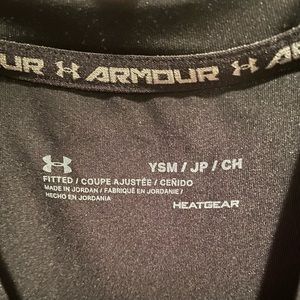 UR ARMOUR
YSM / JP / CH
FITTED / COUPE AJUSTÉE / CEÑIDO
MADE IN JORDAN / FABRIQUÉ EN JORDANIE /
HECHO EN JORDANIA
HEATGEAR